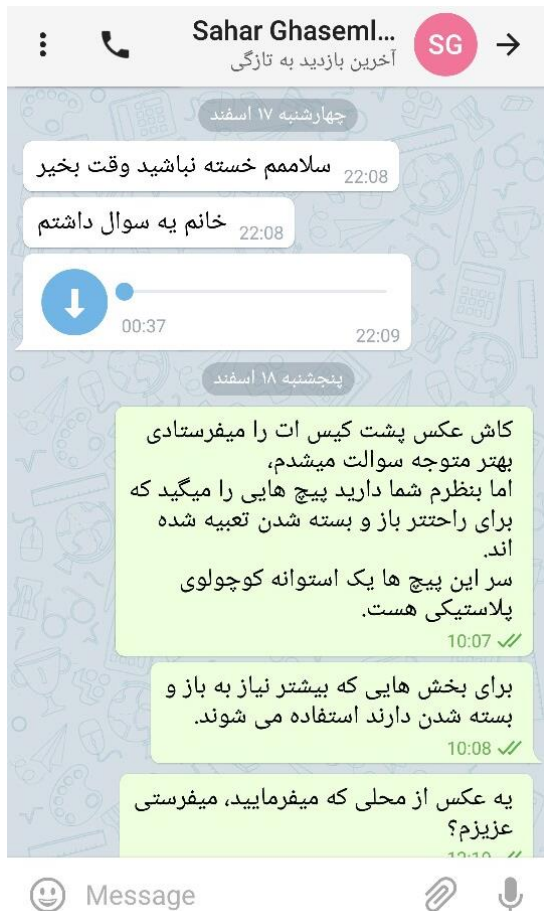 Sahar Ghaseml...
SG
آخرین بازدید به تازگی
چهارشنبه ۱۷ اسفند
سلاممم خسته نباشید وقت بخیر
22:08
خانم یه سوال داشتم
22:08
00:37
22:09
پنجشنبه ۱۸ اسفند
کاش عکس پشت کیس ات را میفرستادی
بهتر متوجه سوالت میشدم،
اما بنظرم شما دارید پیچ هایی را میگید که
برای راحتتر باز و بسته شدن تعبیه شده
اند.
سر این پیچ ها یک استوانه کوچولوی
پلاستیکی هست.
10:07
برای بخش هایی که بیشتر نیاز به باز و
بسته شدن دارند استفاده می شوند.
10:08
یه عکس از محلی که میفرمایید، میفرستی
عزیزم؟
Message